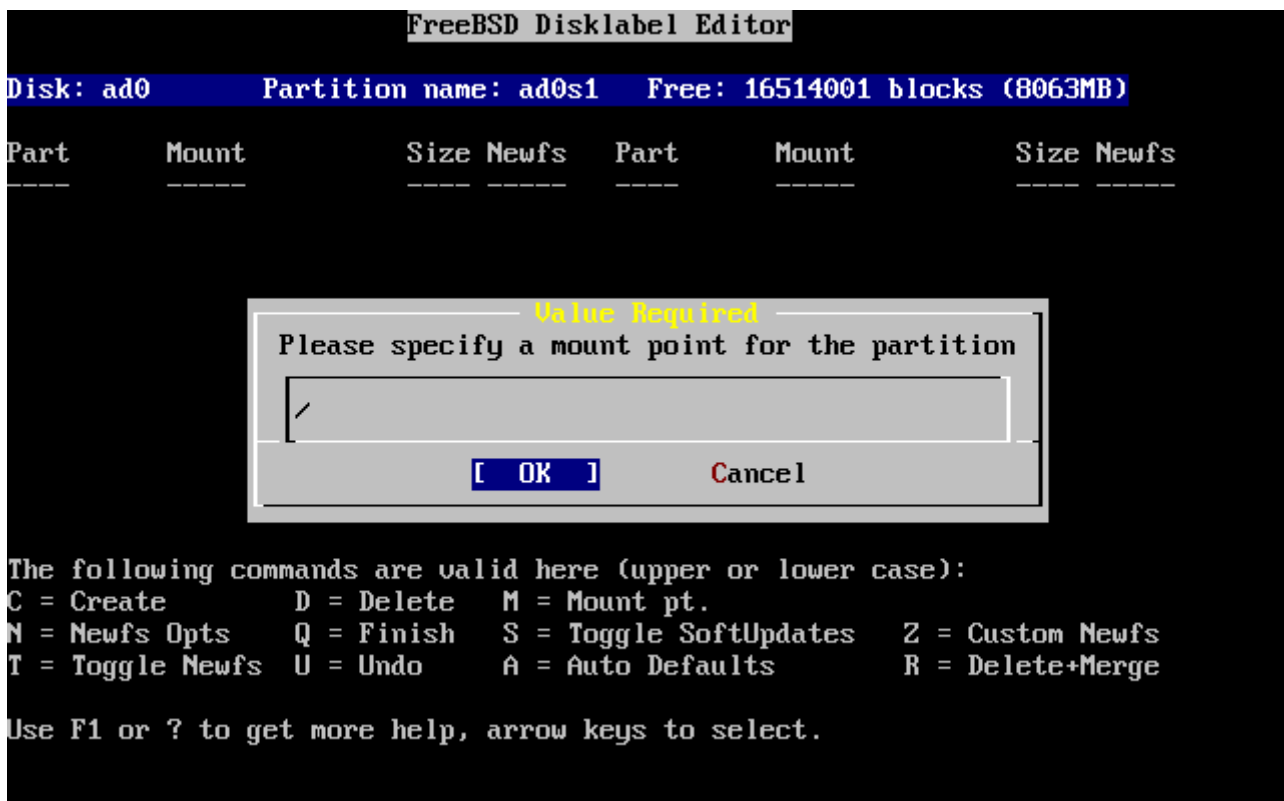 FreeBSD Disklabel Editor
Disk: ad0 Partition name: ad0s1 Free: 16514001 blocks (8063MB)
Part Mount Size Newfs Part Mount Size Newfs
---- ----- ---- ----- ---- ----- ---- -----
Value Required
Please specify a mount point for the partition
/
[ OK ] Cancel
The following commands are valid here (upper or lower case):
C = Create D = Delete M = Mount pt.
N = Newfs Opts Q = Finish S = Toggle SoftUpdates Z = Custom Newfs
T = Toggle Newfs U = Undo A = Auto Defaults R = Delete+Merge
Use F1 or ? to get more help, arrow keys to select.